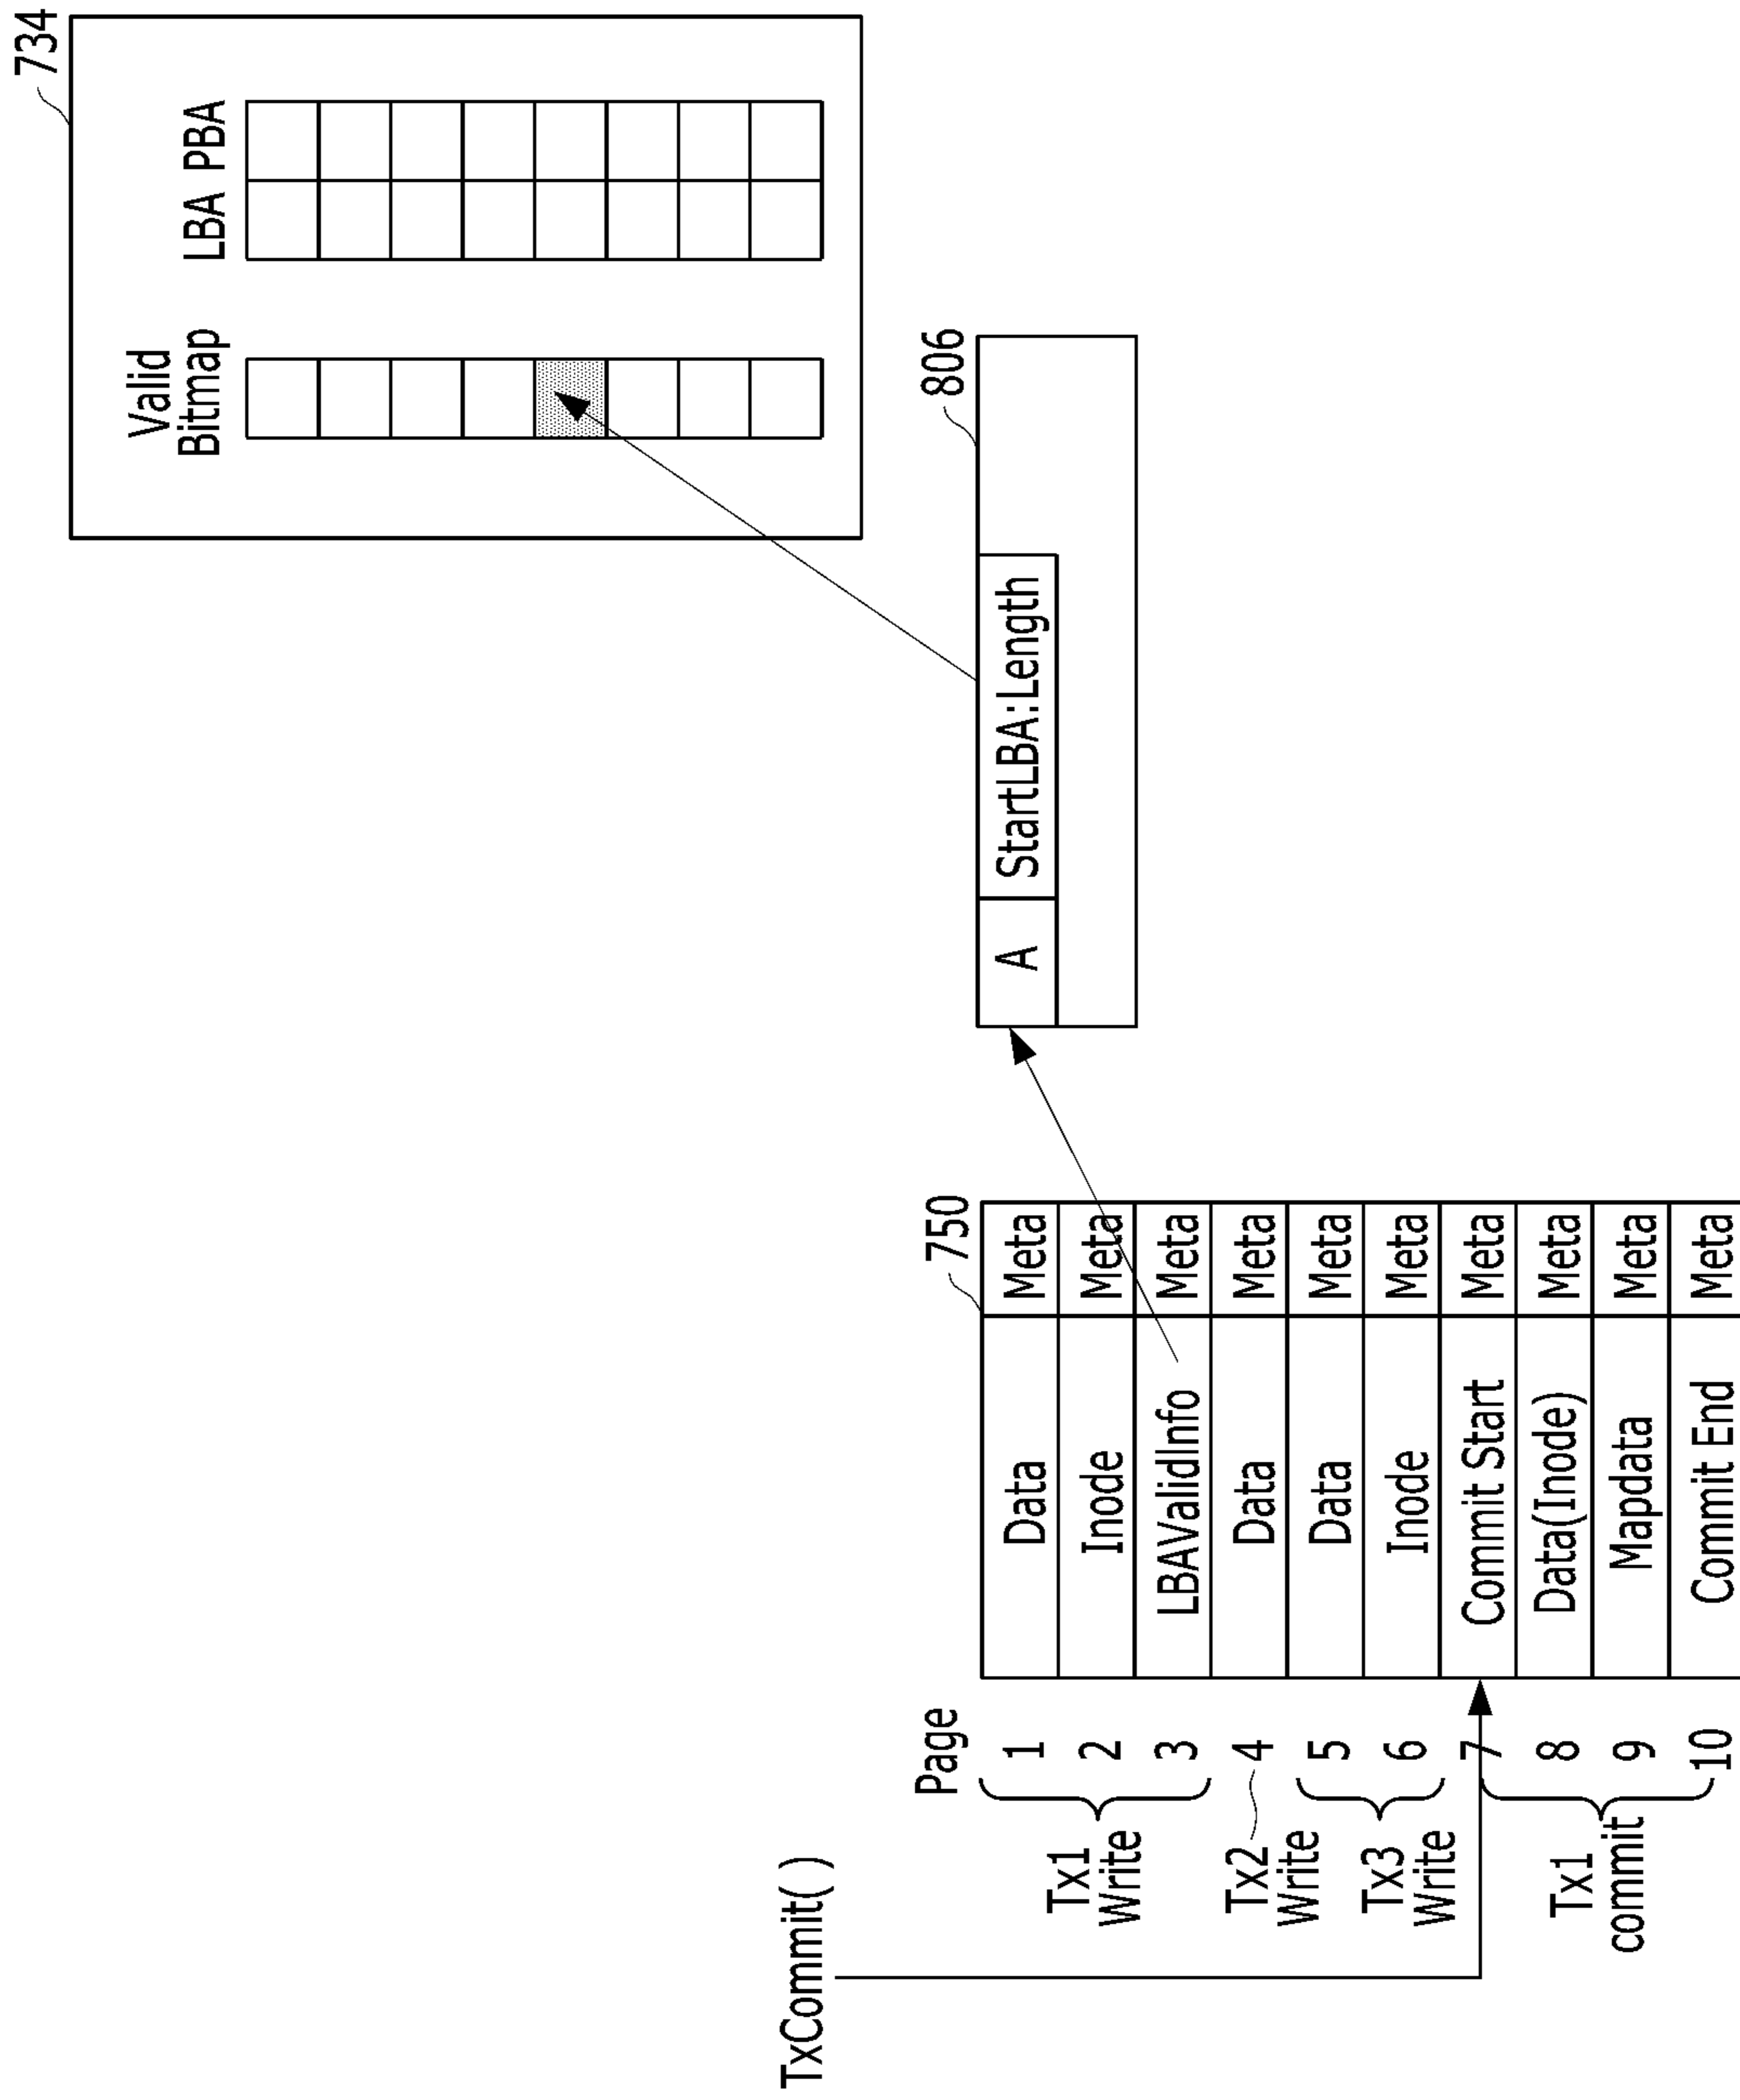 TxCommit( )
Page
750
Tx1
Write
1 Data Meta
2 Inode Meta
3 LBAValidInfo Meta
Tx2
Write
4 Data Meta
Tx3
Write
5 Data Meta
6 Inode Meta
Tx1
commit
7 Commit Start Meta
8 Data(Inode) Meta
9 Mapdata Meta
10 Commit End Meta
806
A StartLBA:Length
734
Valid
Bitmap
LBA PBA